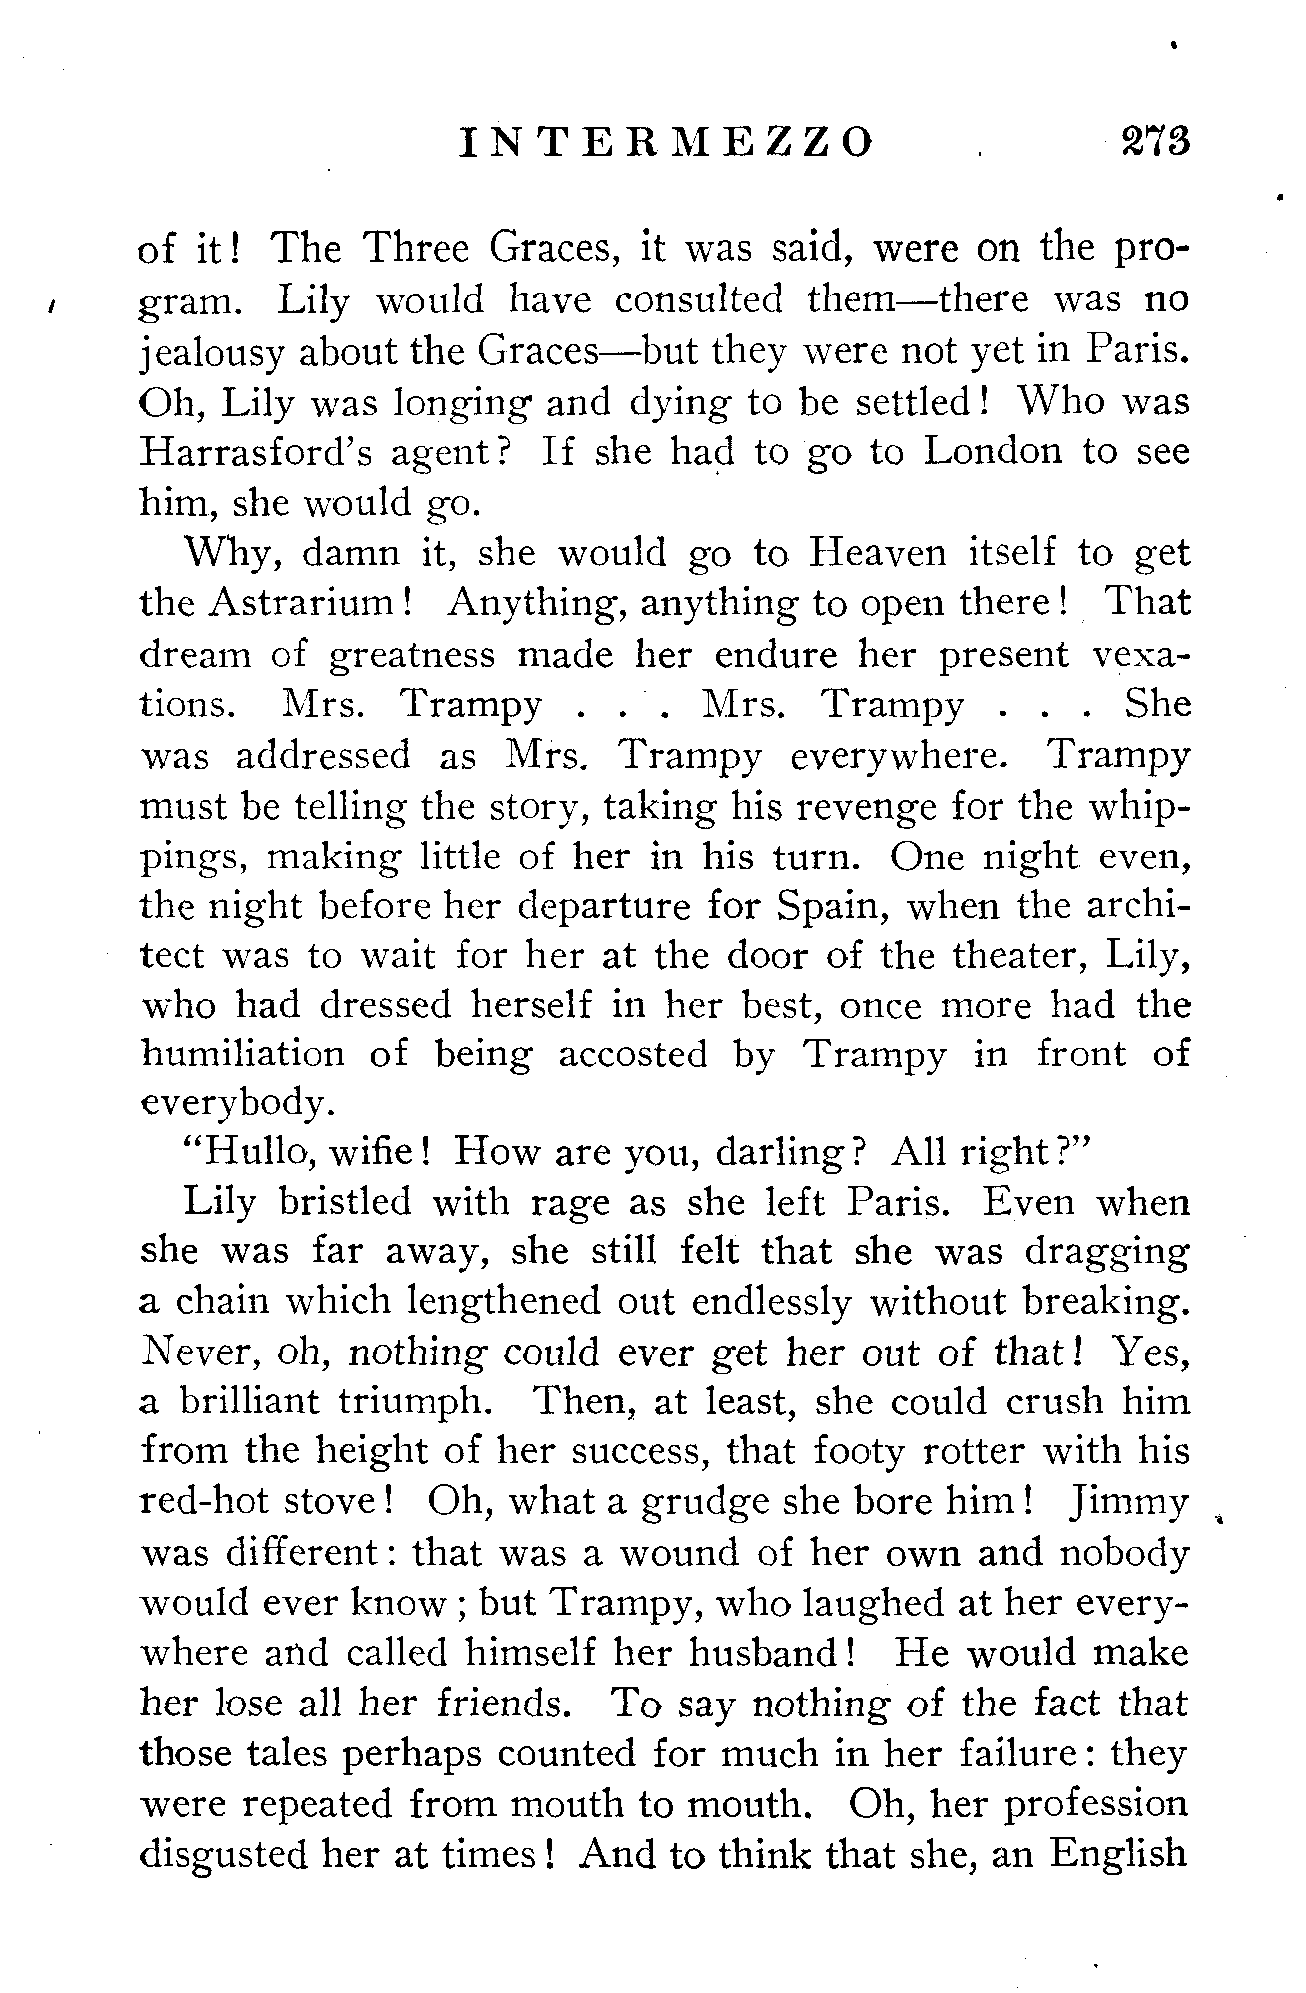 INTERMEZZO 273
of it! The Three Graces, it was said, were on the pro-
gram. Lily would have consulted them—there was no
jealousy about the Graces—but they were not yet in Paris.
Oh, Lily was longing and dying to be settled! Who was
Harrasford's agent? If she had to go to London to see
him, she would go.
Why, damn it, she would go to Heaven itself to get
the Astrarium! Anything, anything to open there! That
dream of greatness made her endure her present vexa-
tions. Mrs. Trampy . . . Mrs. Trampy . . . She
was addressed as Mrs. Trampy everywhere. Trampy
must be telling the story, taking his revenge for the whip-
pings, making little of her in his turn. One night even,
the night before her departure for Spain, when the archi-
tect was to wait for her at the door of the theater, Lily,
who had dressed herself in her best, once more had the
humiliation of being accosted by Trampy in front of
everybody.
"Hullo, wifie! How are you, darling? All right?"
Lily bristled with rage as she left Paris. Even when
she was far away, she still felt that she was dragging
a chain which lengthened out endlessly without breaking.
Never, oh, nothing could ever get her out of that! Yes,
a brilliant triumph. Then, at least, she could crush him
from the height of her success, that footy rotter with his
red-hot stove! Oh, what a grudge she bore him! Jimmy
was different: that was a wound of her own and nobody
would ever know; but Trampy, who laughed at her every-
where and called himself her husband! He would make
her lose all her friends. To say nothing of the fact that
those tales perhaps counted for much in her failure: they
were repeated from mouth to mouth. Oh, her profession
disgusted her at times! And to think that she, an English